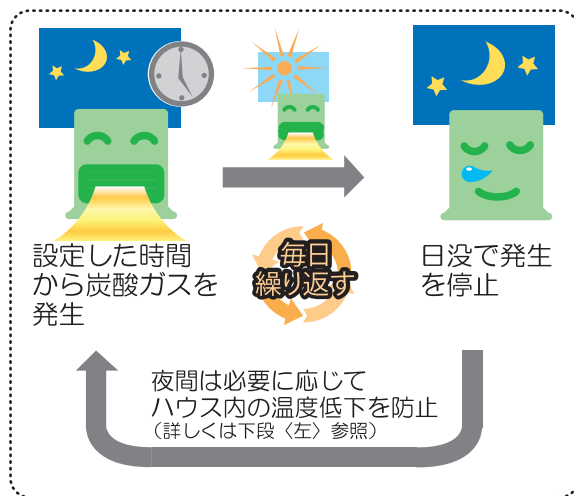 毎日
繰り返す
設定した時間
から炭酸ガスを
発生
日没で発生
を停止
夜間は必要に応じて
ハウス内の温度低下を防止
（詳しくは下段〈左〉参照）